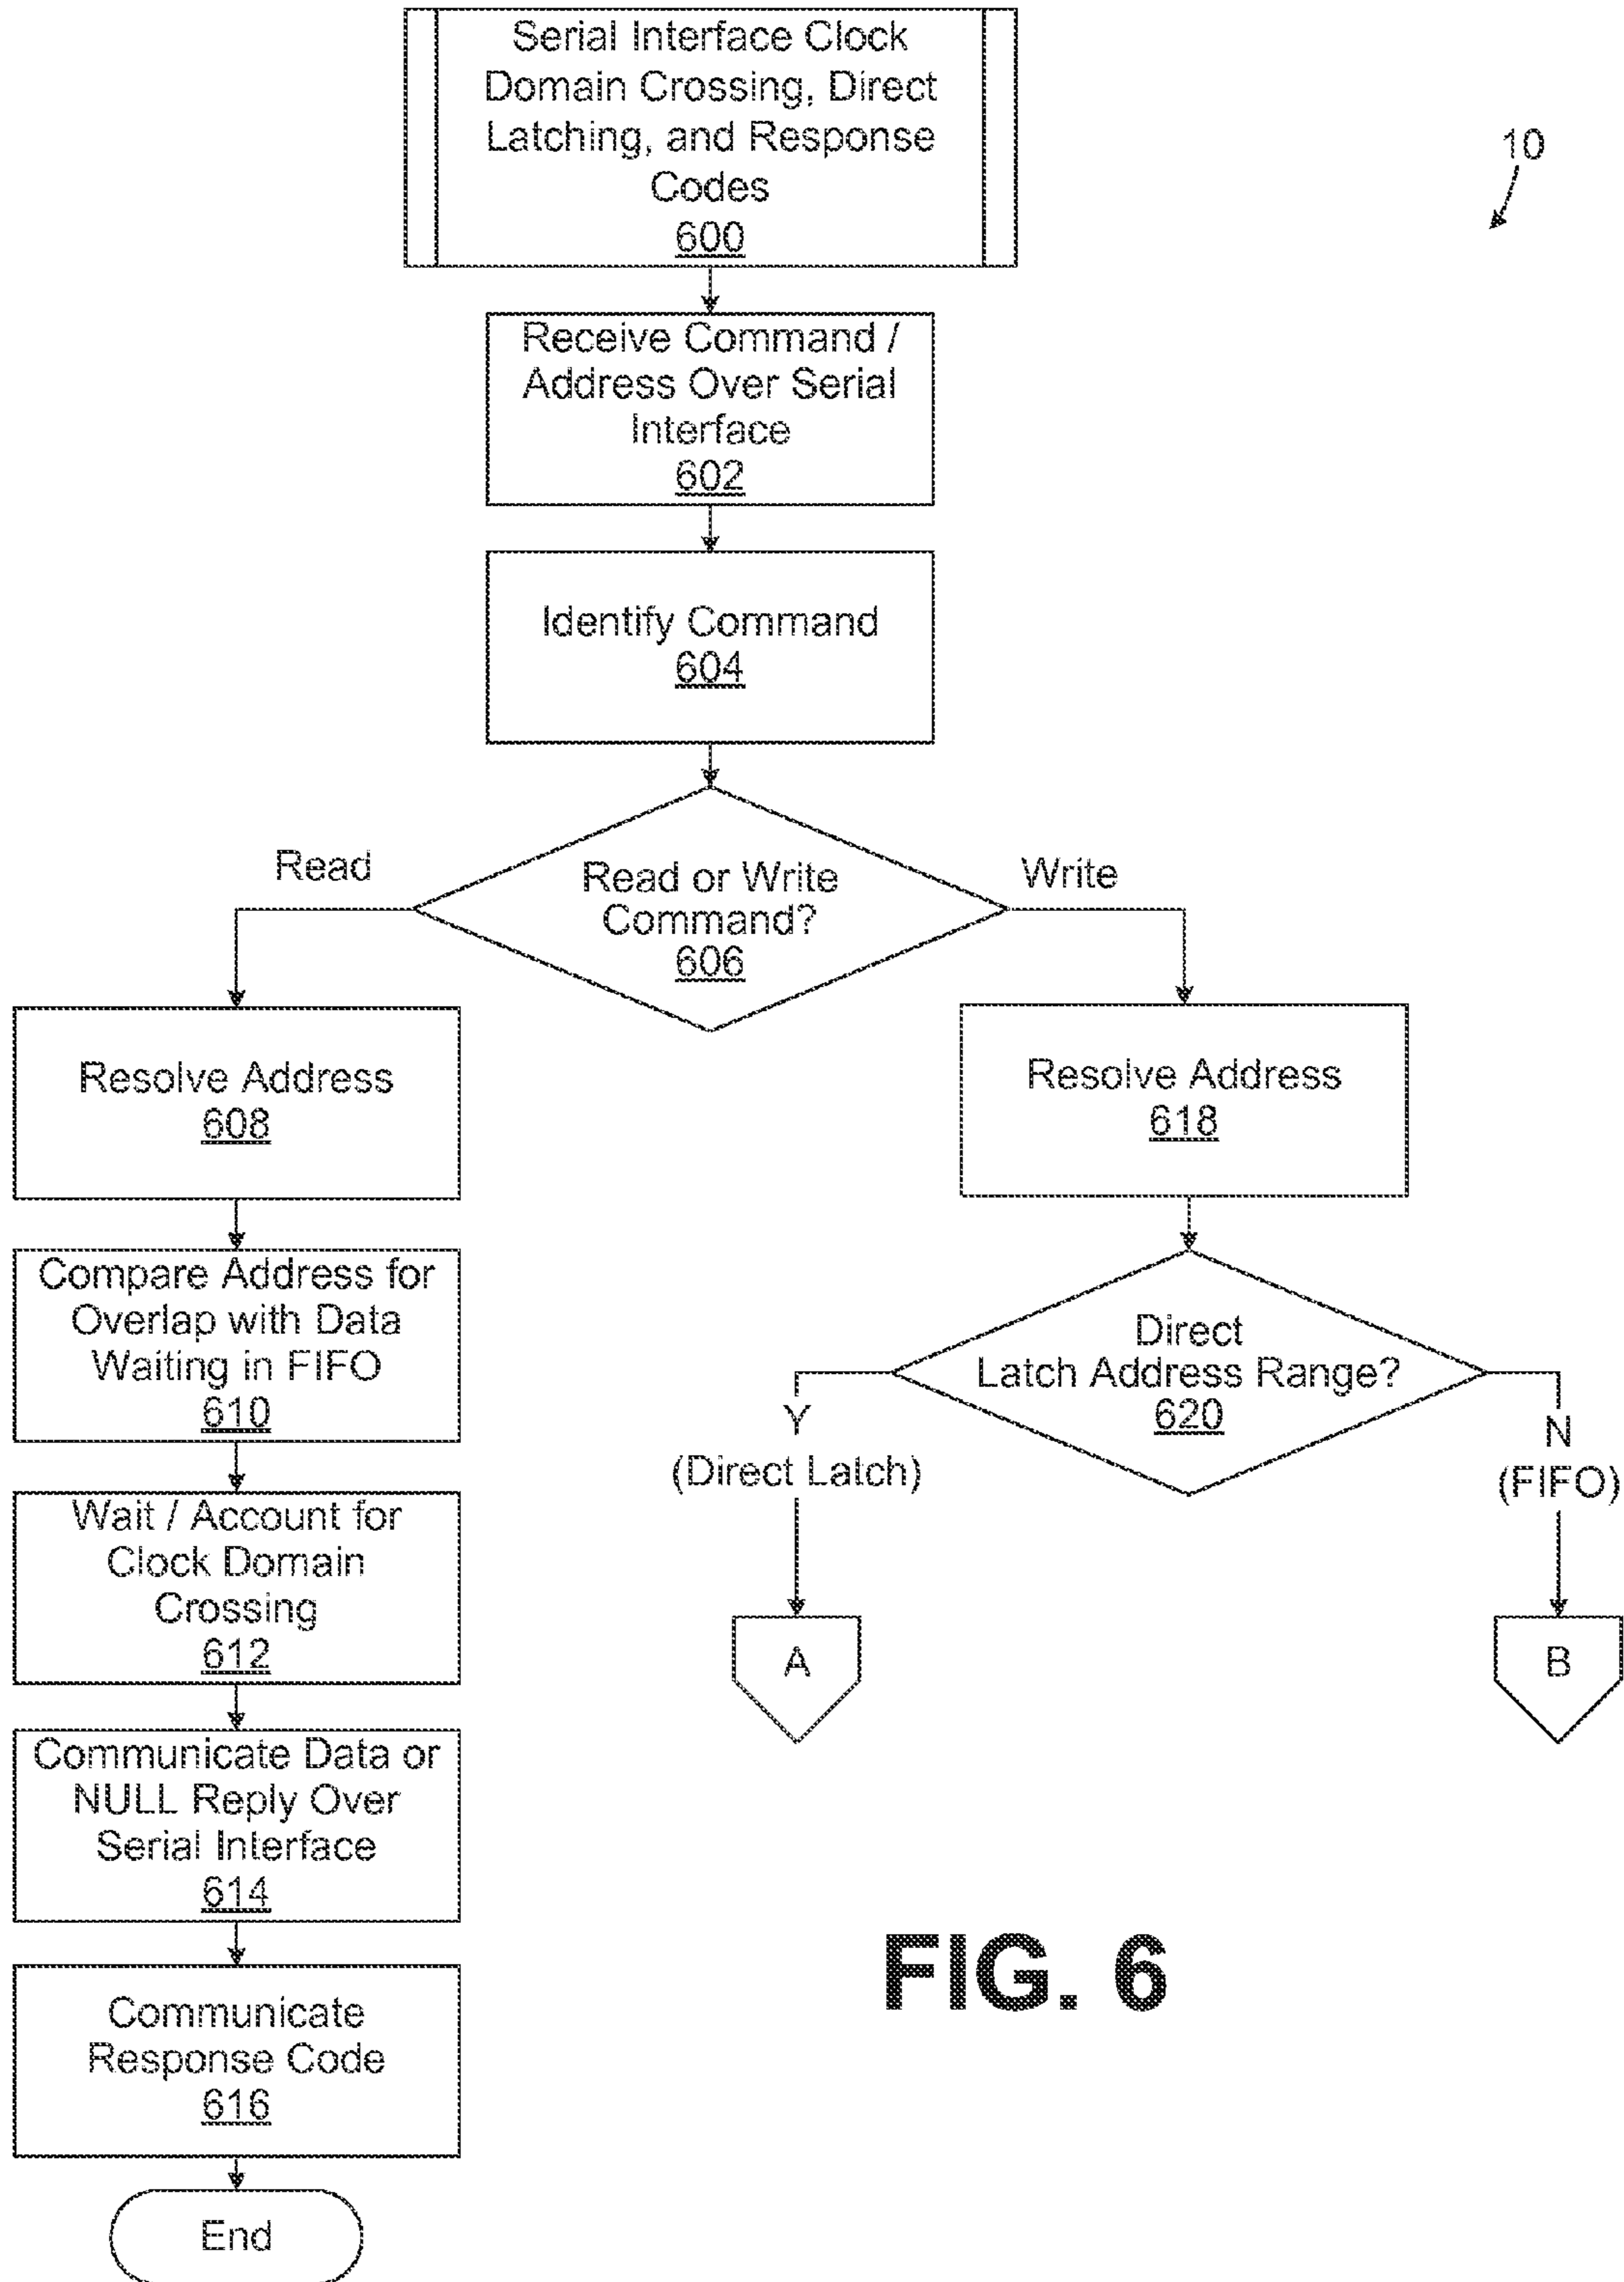 Serial Interface Clock
Domain Crossing, Direct
Latching, and Response
Codes
600
10
Receive Command /
Address Over Serial
Interface
602
Identify Command
604
Read
Read or Write
Command?
606
Write
Resolve Address
608
Resolve Address
618
Compare Address for
Overlap with Data
Waiting in FIFO
610
Direct
Latch Address Range?
620
Y
(Direct Latch)
N
(FIFO)
Wait / Account for
Clock Domain
Crossing
612
A
B
Communicate Data or
NULL Reply Over
Serial Interface
614
Communicate
Response Code
616
End
FIG. 6